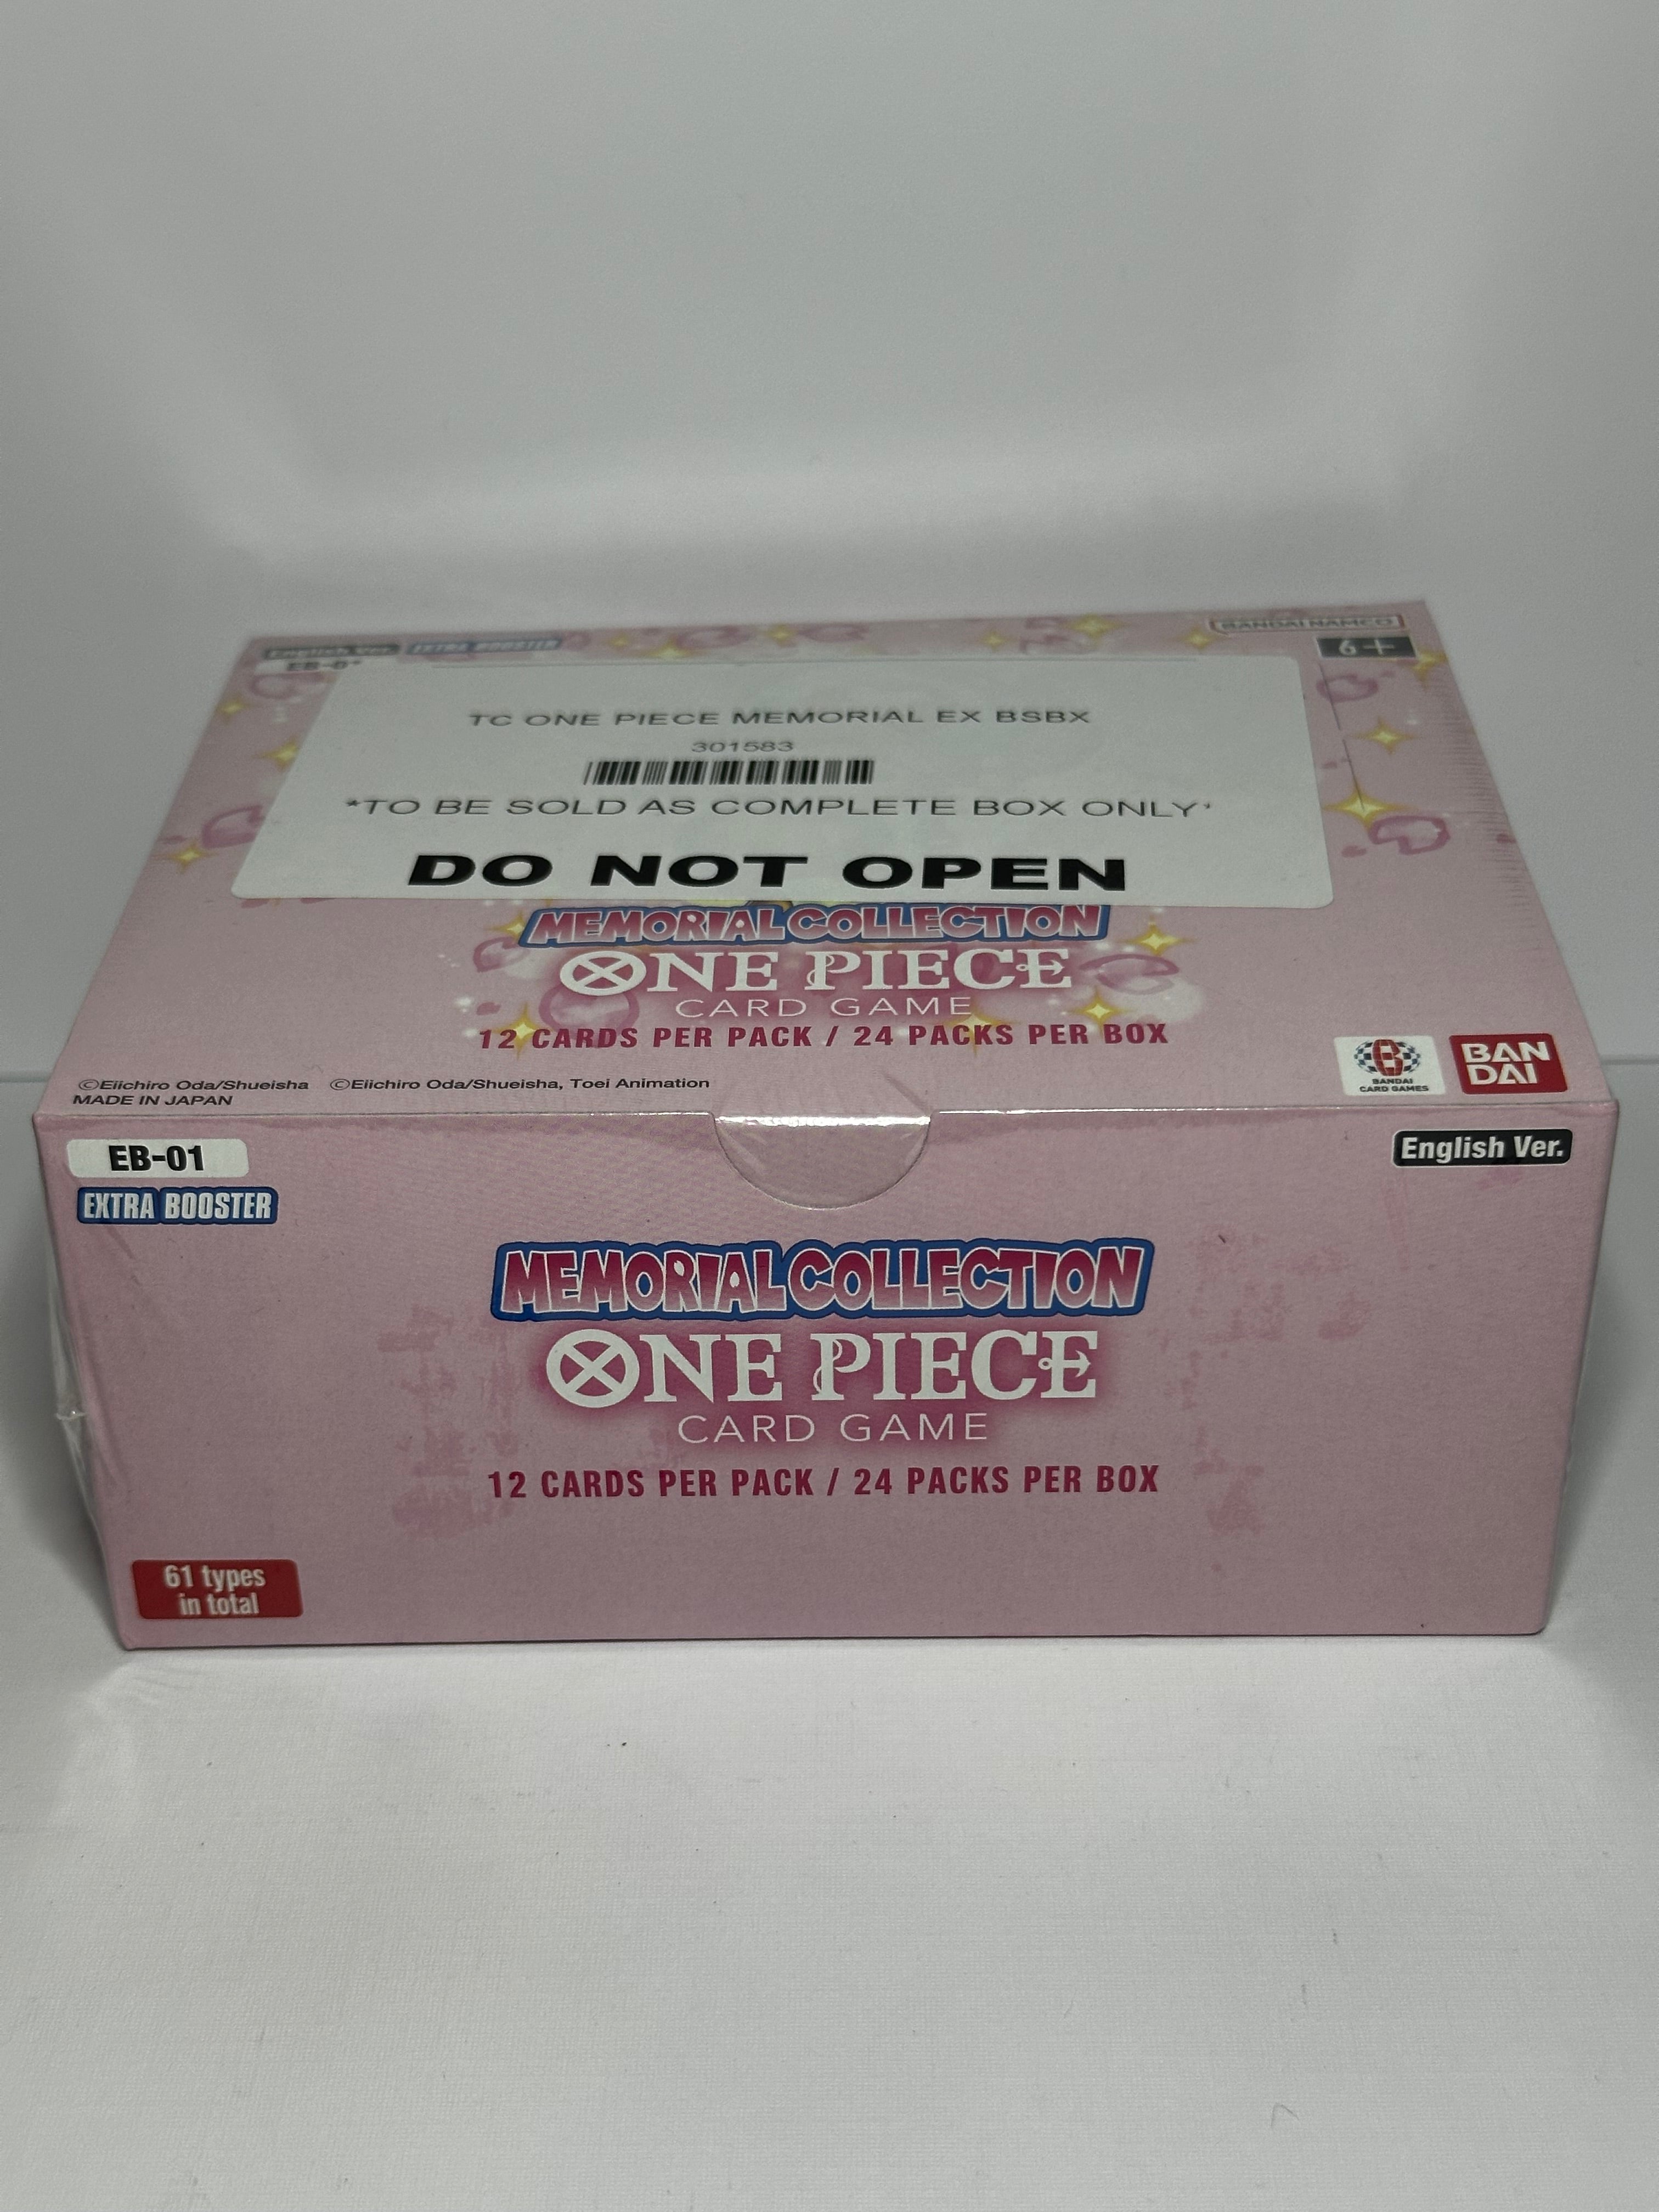 English Ver. EXTRA BOOSTER
BANDAI NAMCO
6+
TC ONE PIECE MEMORIAL EX BSBX
301583
*TO BE SOLD AS COMPLETE BOX ONLY*
DO NOT OPEN
MEMORIAL COLLECTION
ONE PIECE
CARD GAME
12 CARDS PER PACK / 24 PACKS PER BOX
©Eiichiro Oda/Shueisha ©Eiichiro Oda/Shueisha, Toei Animation
MADE IN JAPAN
B
BANDAI
CARD GAMES
BAN
DAI
EB-01
English Ver.
EXTRA BOOSTER
MEMORIAL COLLECTION
ONE PIECE
CARD GAME
12 CARDS PER PACK / 24 PACKS PER BOX
61 types
in total